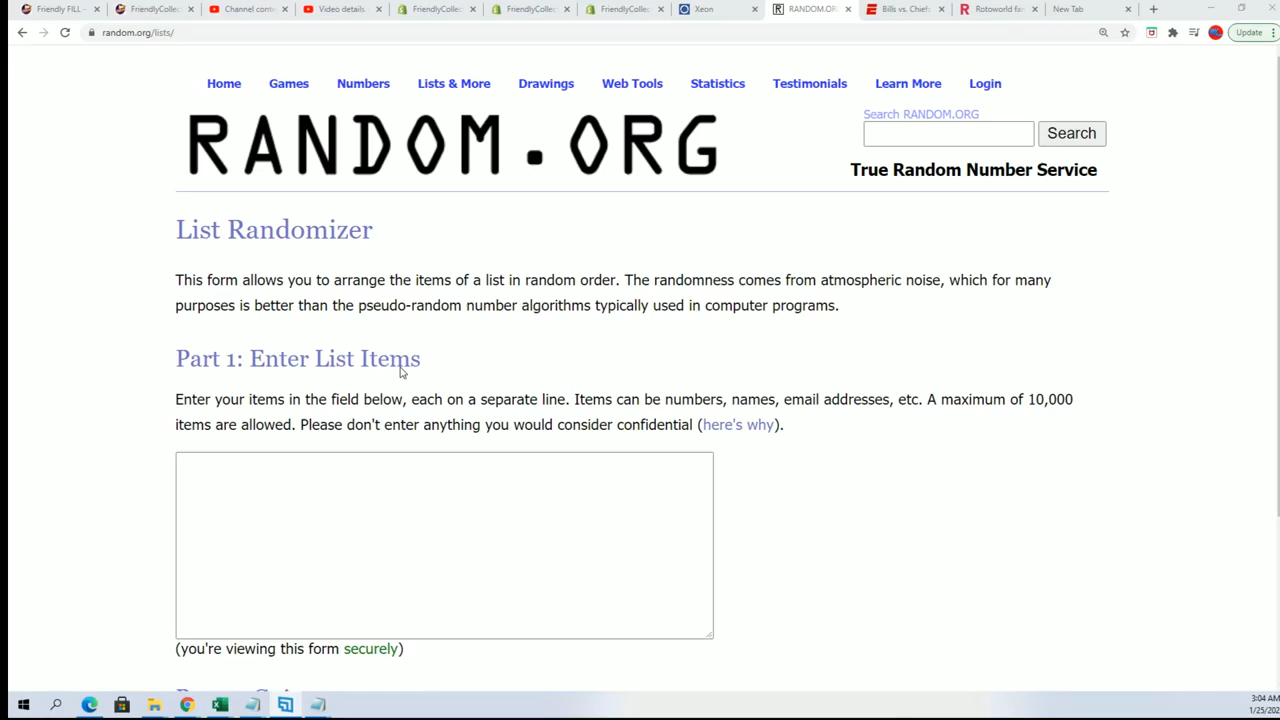 Friendly FILL –
FriendlyCollec
Channel conte
Video details
FriendlyCollec
FriendlyCollec
FriendlyCollec
Xeon
RANDOM.OR
Bills vs. Chiefs
Rotoworld fan
New Tab
random.org/lists/
Update
Home Games Numbers Lists & More Drawings Web Tools Statistics Testimonials Learn More Login
RANDOM.ORG
Search RANDOM.ORG
Search
True Random Number Service
List Randomizer
This form allows you to arrange the items of a list in random order. The randomness comes from atmospheric noise, which for many
purposes is better than the pseudo-random number algorithms typically used in computer programs.
Part 1: Enter List Items
Enter your items in the field below, each on a separate line. Items can be numbers, names, email addresses, etc. A maximum of 10,000
items are allowed. Please don't enter anything you would consider confidential (here's why).
(you're viewing this form securely)
3:04 AM
1/25/202